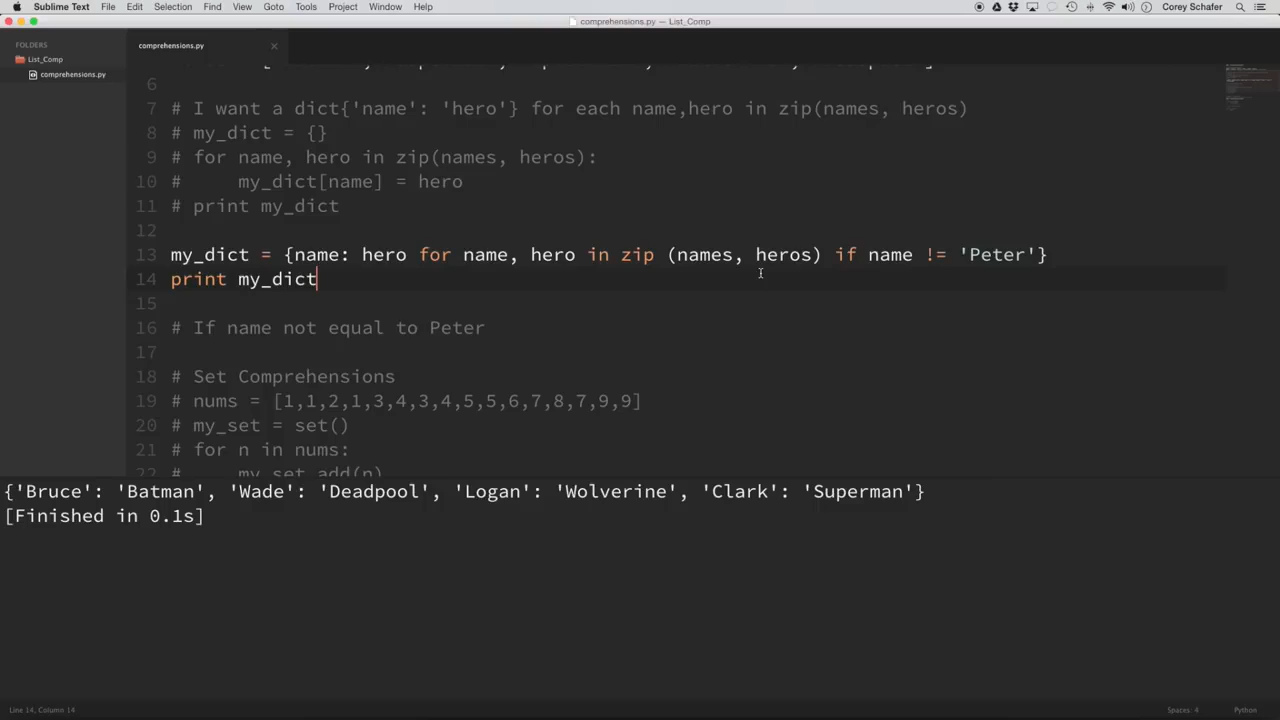 Sublime Text File Edit Selection Find View Goto Tools Project Window Help Corey Schafer
comprehensions.py — List_Comp
FOLDERS
List_Comp
comprehensions.py
comprehensions.py
6
7 # I want a dict{'name': 'hero'} for each name,hero in zip(names, heros)
8 # my_dict = {}
9 # for name, hero in zip(names, heros):
10 #     my_dict[name] = hero
11 # print my_dict
12
13 my_dict = {name: hero for name, hero in zip (names, heros) if name != 'Peter'}
14 print my_dict
15
16 # If name not equal to Peter
17
18 # Set Comprehensions
19 # nums = [1,1,2,1,3,4,3,4,5,5,6,7,8,7,9,9]
20 # my_set = set()
21 # for n in nums:
22 #     my_set.add(n)
{'Bruce': 'Batman', 'Wade': 'Deadpool', 'Logan': 'Wolverine', 'Clark': 'Superman'}
[Finished in 0.1s]
Line 14, Column 14 Spaces: 4 Python